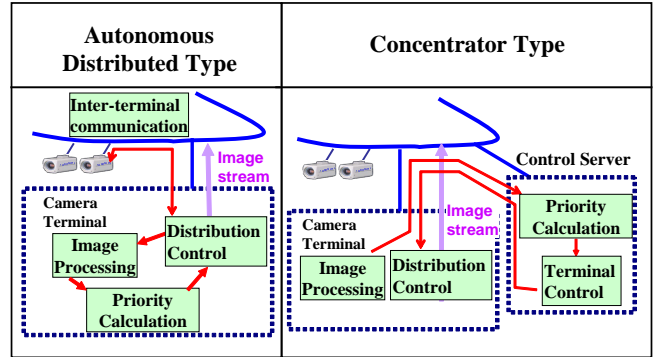 Autonomous
Distributed Type
Concentrator Type
Inter-terminal
communication
Image
stream
Camera
Terminal
Image
Processing
Distribution
Control
Priority
Calculation
Control Server
Camera
Terminal
Image
Processing
Distribution
Control
Image
stream
Priority
Calculation
Terminal
Control